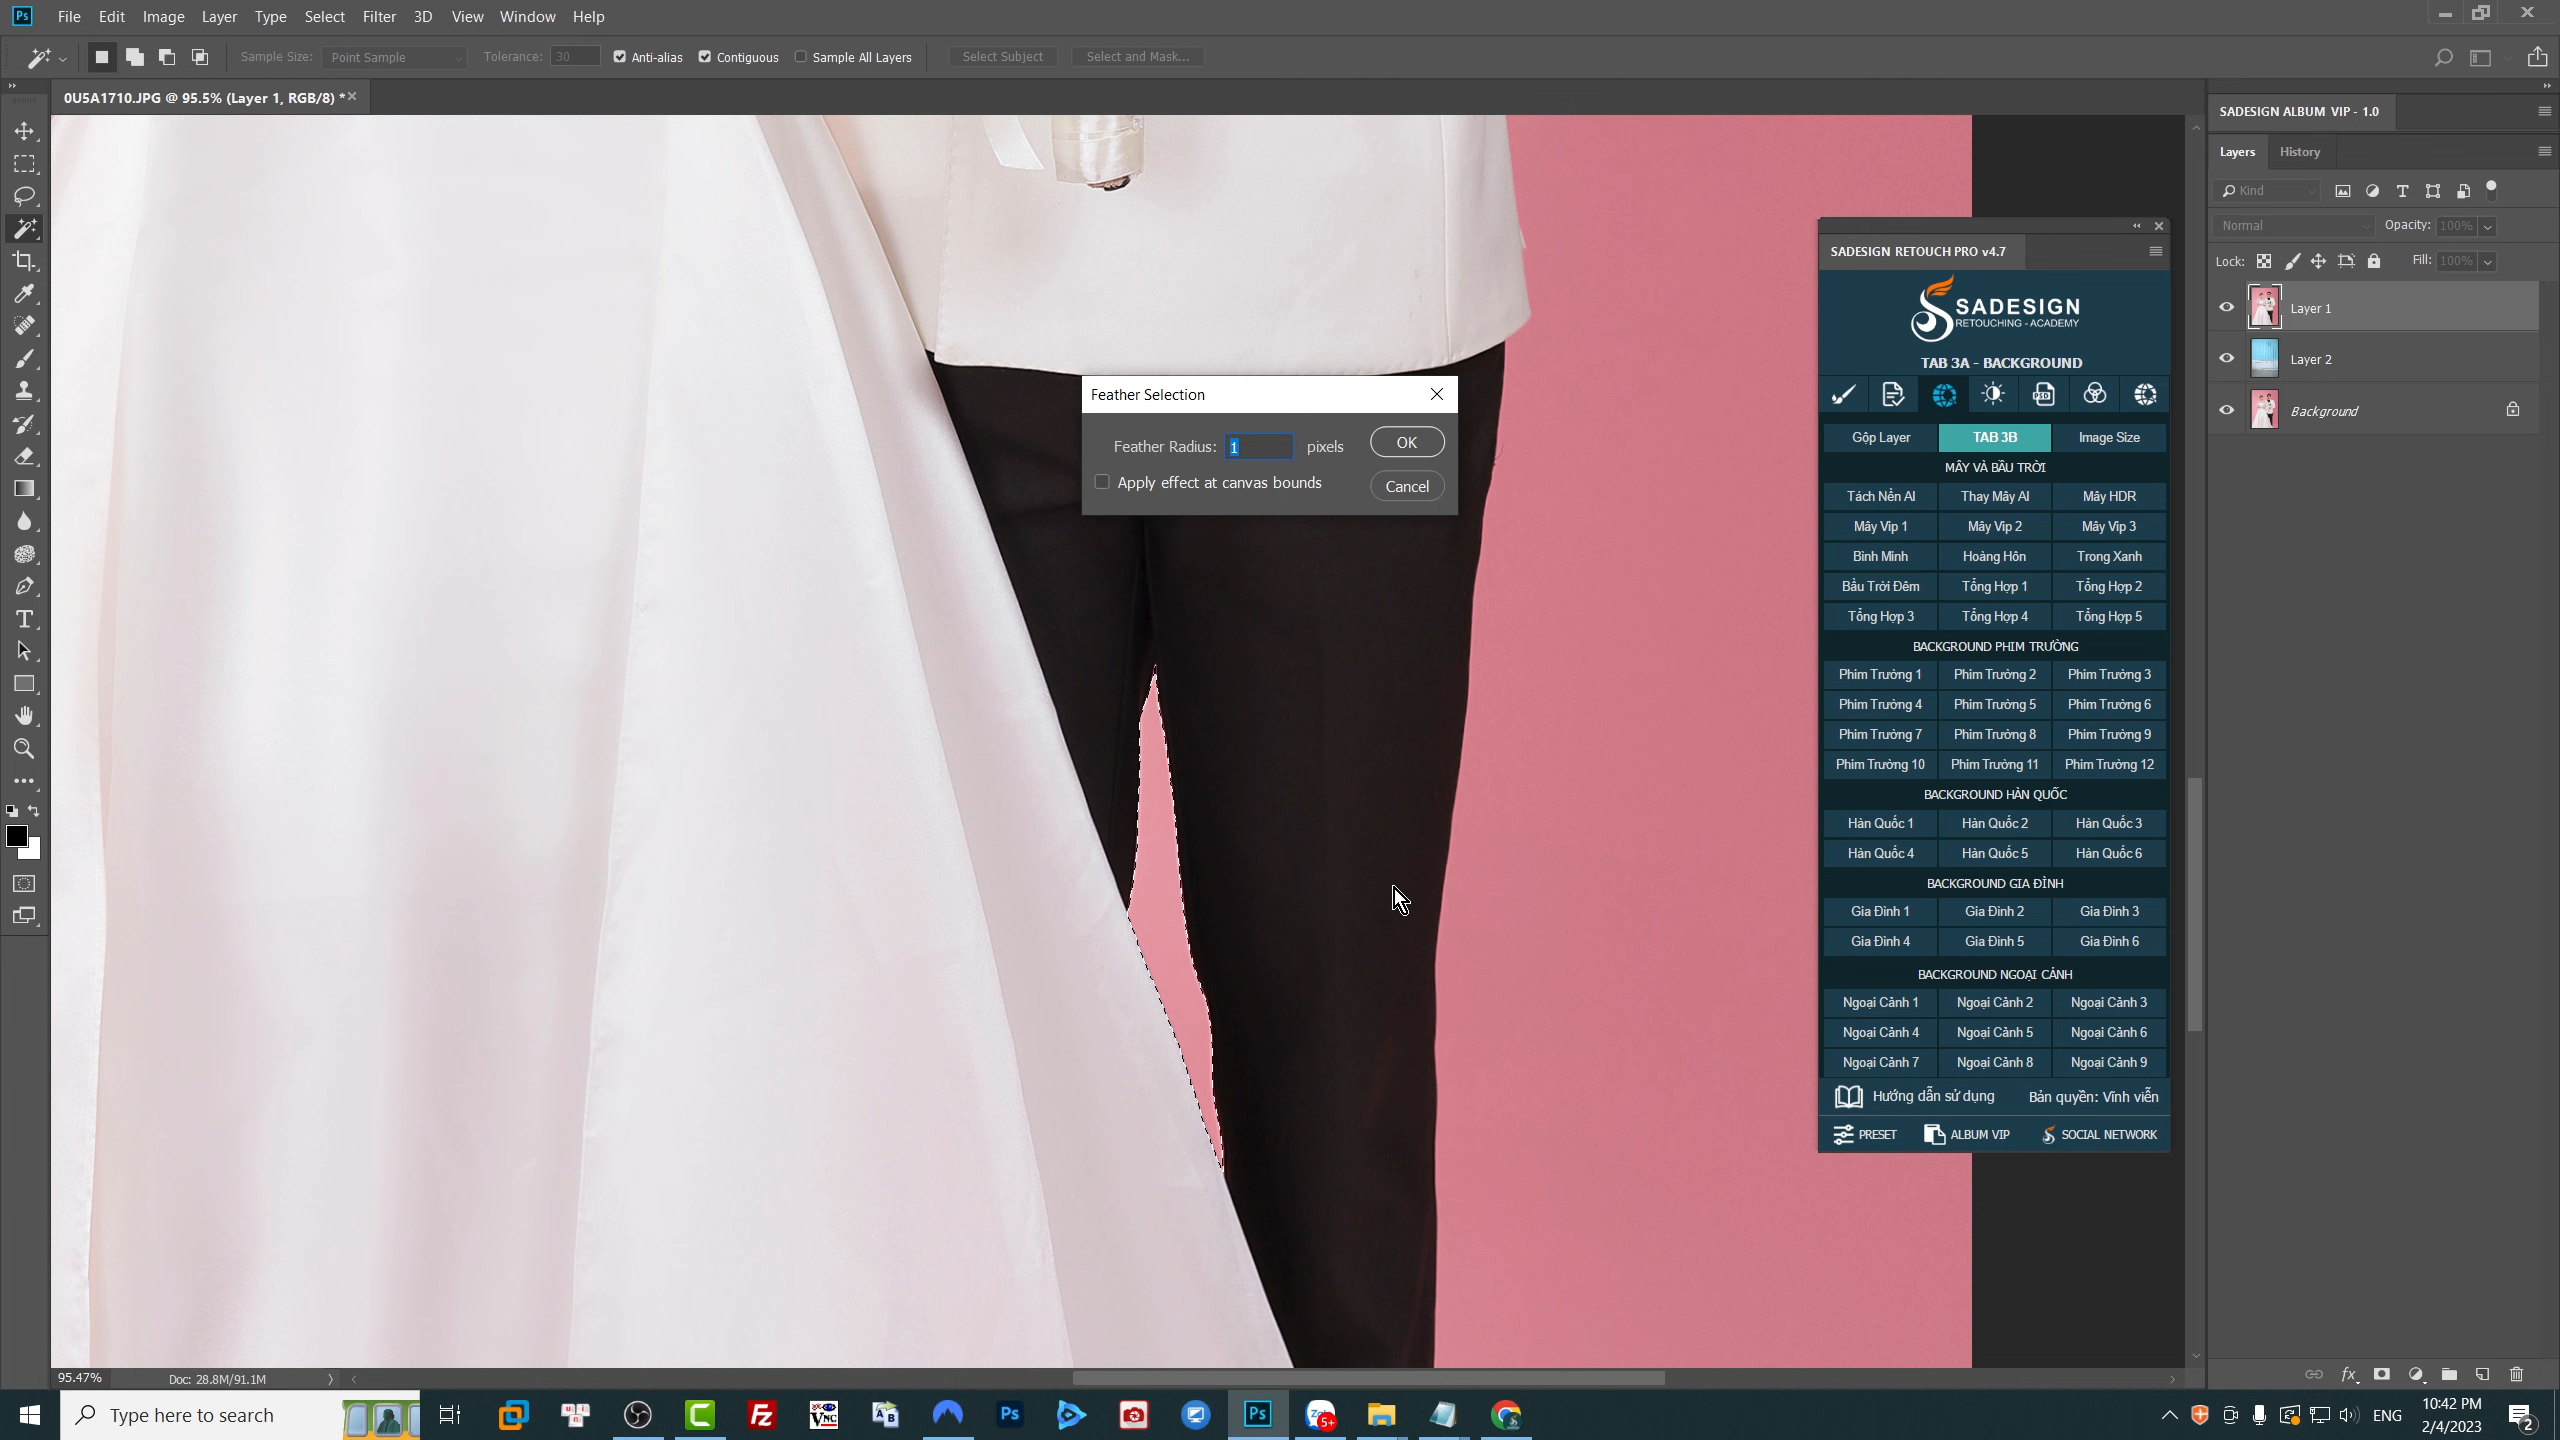 File Edit Image Layer Type Select Filter 3D View Window Help
Sample Size: Point Sample Tolerance: 30 Anti-alias Contiguous Sample All Layers Select Subject Select and Mask...
0U5A1710.JPG @ 95.5% (Layer 1, RGB/8) *
SADESIGN ALBUM VIP - 1.0
Layers History
Kind
Normal Opacity: 100%
Lock: Fill: 100%
Layer 1
Layer 2
Background
Feather Selection
Feather Radius: 1 pixels OK
Apply effect at canvas bounds Cancel
SADESIGN RETOUCH PRO v4.7
SADESIGN
RETOUCHING - ACADEMY
TAB 3A - BACKGROUND
Gộp Layer TAB 3B Image Size
MÂY VÀ BẦU TRỜI
Tách Nền AI Thay Mây AI Mây HDR
Mây Vip 1 Mây Vip 2 Mây Vip 3
Bình Minh Hoàng Hôn Trong Xanh
Bầu Trời Đêm Tổng Hợp 1 Tổng Hợp 2
Tổng Hợp 3 Tổng Hợp 4 Tổng Hợp 5
BACKGROUND PHIM TRƯỜNG
Phim Trường 1 Phim Trường 2 Phim Trường 3
Phim Trường 4 Phim Trường 5 Phim Trường 6
Phim Trường 7 Phim Trường 8 Phim Trường 9
Phim Trường 10 Phim Trường 11 Phim Trường 12
BACKGROUND HÀN QUỐC
Hàn Quốc 1 Hàn Quốc 2 Hàn Quốc 3
Hàn Quốc 4 Hàn Quốc 5 Hàn Quốc 6
BACKGROUND GIA ĐÌNH
Gia Đình 1 Gia Đình 2 Gia Đình 3
Gia Đình 4 Gia Đình 5 Gia Đình 6
BACKGROUND NGOẠI CẢNH
Ngoại Cảnh 1 Ngoại Cảnh 2 Ngoại Cảnh 3
Ngoại Cảnh 4 Ngoại Cảnh 5 Ngoại Cảnh 6
Ngoại Cảnh 7 Ngoại Cảnh 8 Ngoại Cảnh 9
Hướng dẫn sử dụng Bản quyền: Vĩnh viễn
PRESET ALBUM VIP SOCIAL NETWORK
95.47% Doc: 28.8M/91.1M
Type here to search
ENG
10:42 PM
2/4/2023
2